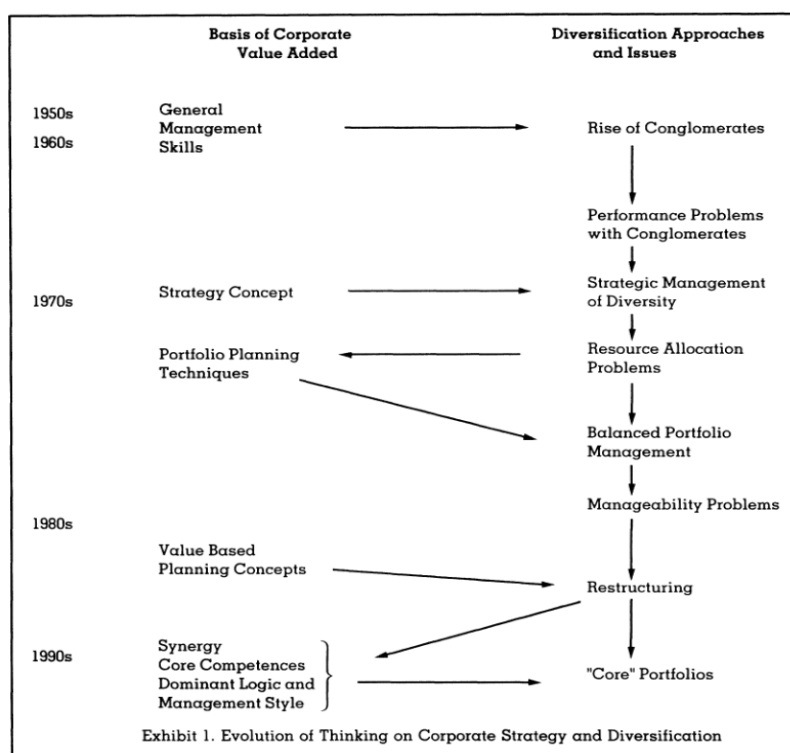 Basis of Corporate
Value Added
Diversification Approaches
and Issues
1950s
1960s
General
Management
Skills
Rise of Conglomerates
Performance Problems
with Conglomerates
1970s
Strategy Concept
Strategic Management
of Diversity
Portfolio Planning
Techniques
Resource Allocation
Problems
Balanced Portfolio
Management
Manageability Problems
1980s
Value Based
Planning Concepts
Restructuring
1990s
Synergy
Core Competences
Dominant Logic and
Management Style
"Core" Portfolios
Exhibit 1. Evolution of Thinking on Corporate Strategy and Diversification